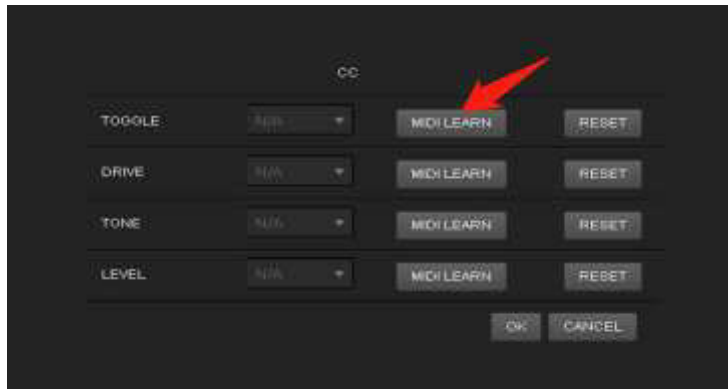 CC
TOGGLE N/A MIDI LEARN RESET
DRIVE N/A MIDI LEARN RESET
TONE N/A MIDI LEARN RESET
LEVEL N/A MIDI LEARN RESET
OK CANCEL